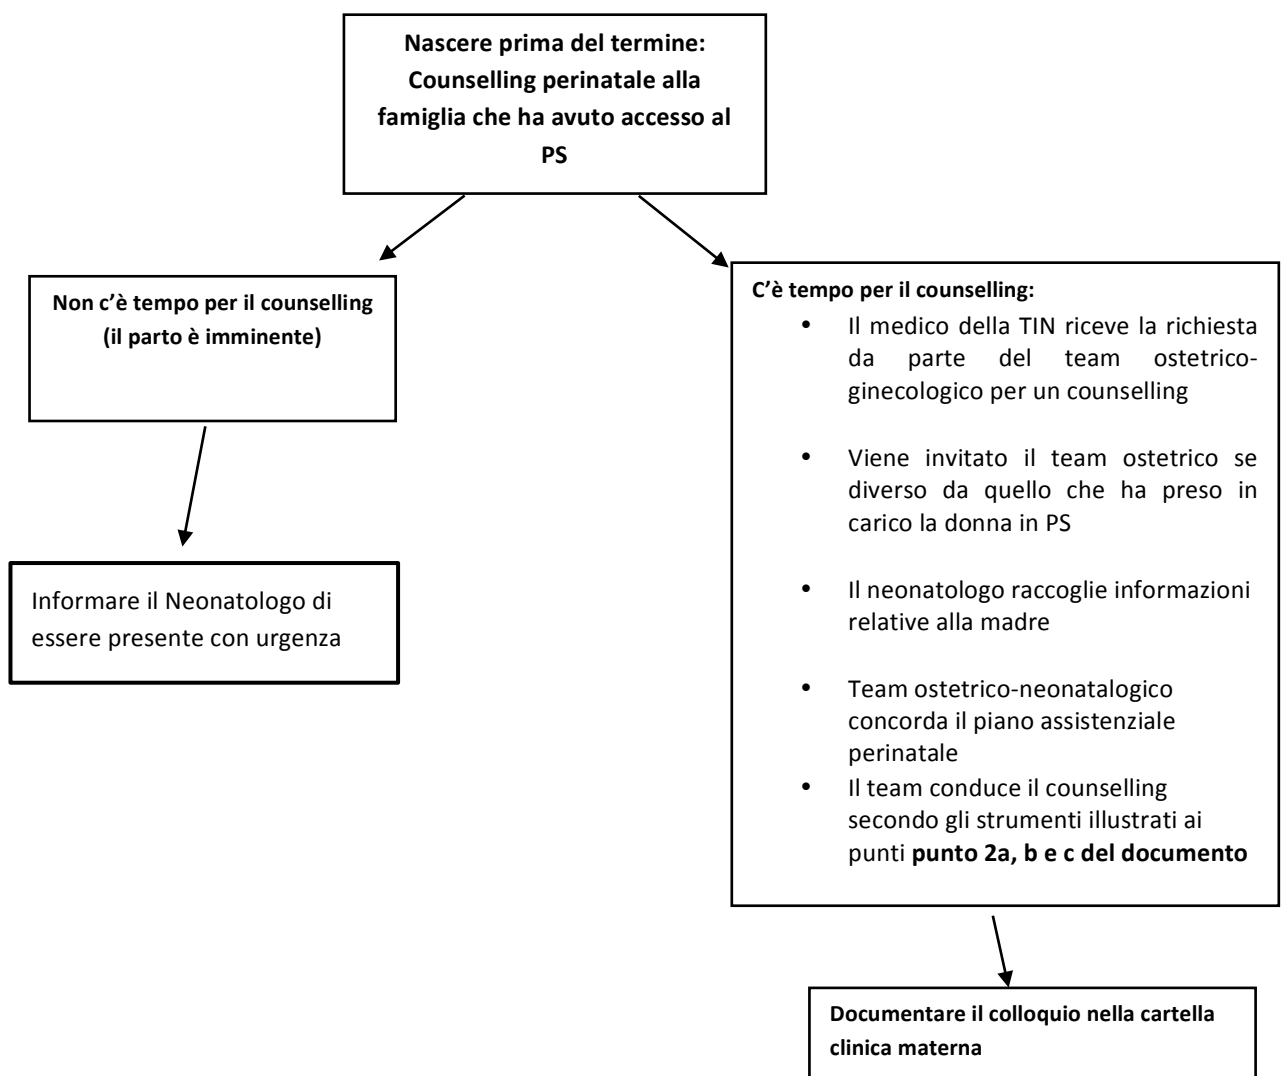 Nascere prima del termine:
Counselling perinatale alla
famiglia che ha avuto accesso al
PS
Non c’è tempo per il counselling
(il parto è imminente)
Informare il Neonatologo di
essere presente con urgenza
C’è tempo per il counselling:
• Il medico della TIN riceve la richiesta
da parte del team ostetrico-
ginecologico per un counselling
• Viene invitato il team ostetrico se
diverso da quello che ha preso in
carico la donna in PS
• Il neonatologo raccoglie informazioni
relative alla madre
• Team ostetrico-neonatalogico
concorda il piano assistenziale
perinatale
• Il team conduce il counselling
secondo gli strumenti illustrati ai
punti punto 2a, b e c del documento
Documentare il colloquio nella cartella
clinica materna